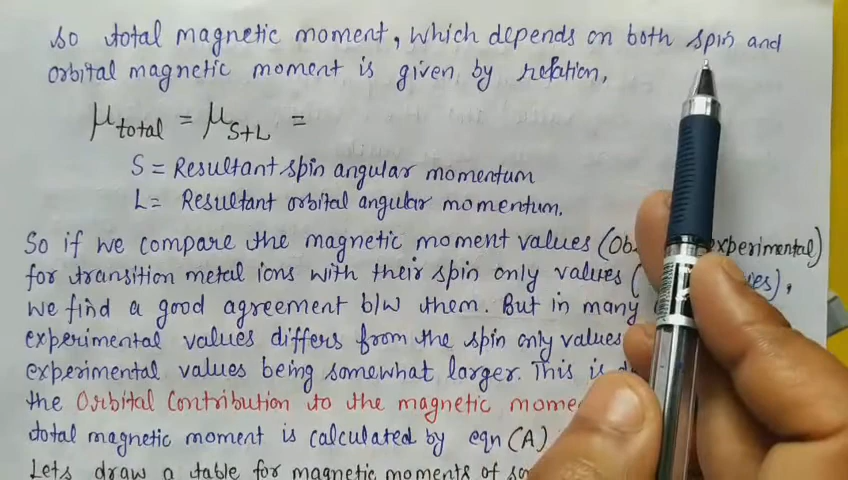 so total magnetic moment, which depends on both spin and
orbital magnetic moment is given by relation,
μtotal = μS+L =
S = Resultant spin angular momentum
L = Resultant orbital angular momentum.
So if we compare the magnetic moment values (Ob experimental)
for transition metal ions with their spin only values (
we find a good agreement b/w them. But in many
experimental values differs from the spin only values
experimental values being somewhat larger. This is
the Orbital Contribution to the magnetic mome
total magnetic moment is calculated by eqn (A)
Lets draw a table for magnetic moments of